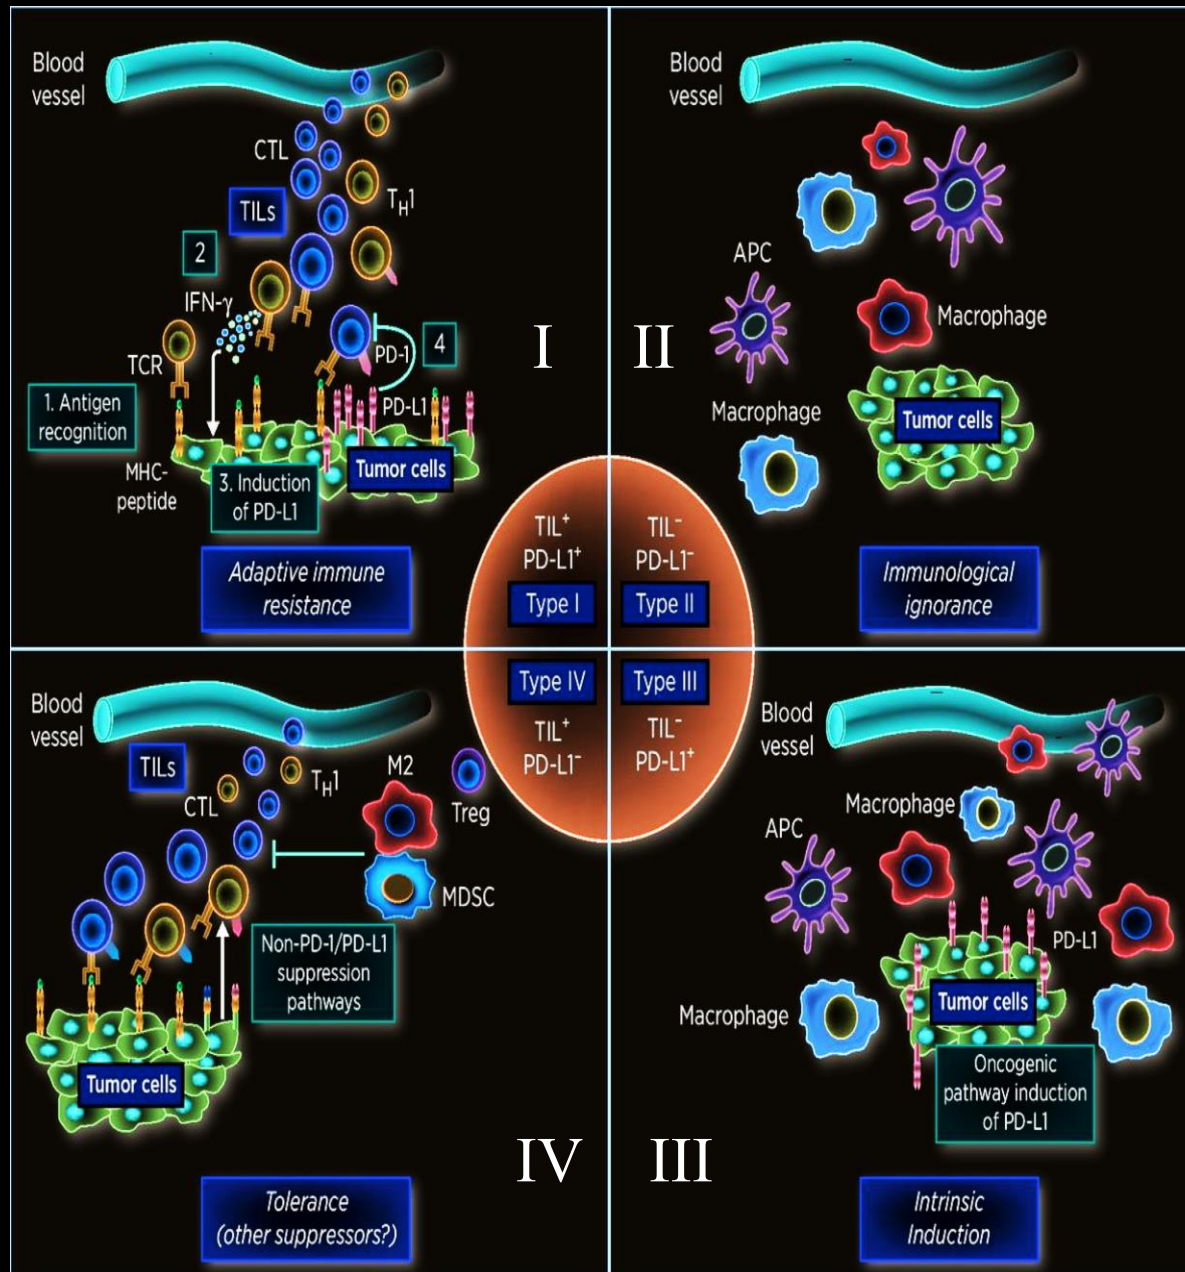 Blood
vessel
CTL
TILs
T_H1
2
IFN-γ
TCR
PD-1
4
PD-L1
1. Antigen
recognition
MHC-
peptide
3. Induction
of PD-L1
Tumor cells
Adaptive immune
resistance
I
Blood
vessel
APC
Macrophage
Macrophage
Tumor cells
Immunological
ignorance
II
TIL⁺
PD-L1⁺
Type I
TIL⁻
PD-L1⁻
Type II
Type IV
TIL⁺
PD-L1⁻
Type III
TIL⁻
PD-L1⁺
Blood
vessel
TILs
CTL
T_H1
M2
Treg
MDSC
Non-PD-1/PD-L1
suppression
pathways
Tumor cells
IV
Tolerance
(other suppressors?)
Blood
vessel
Macrophage
APC
PD-L1
Macrophage
Tumor cells
Oncogenic
pathway induction
of PD-L1
III
Intrinsic
Induction